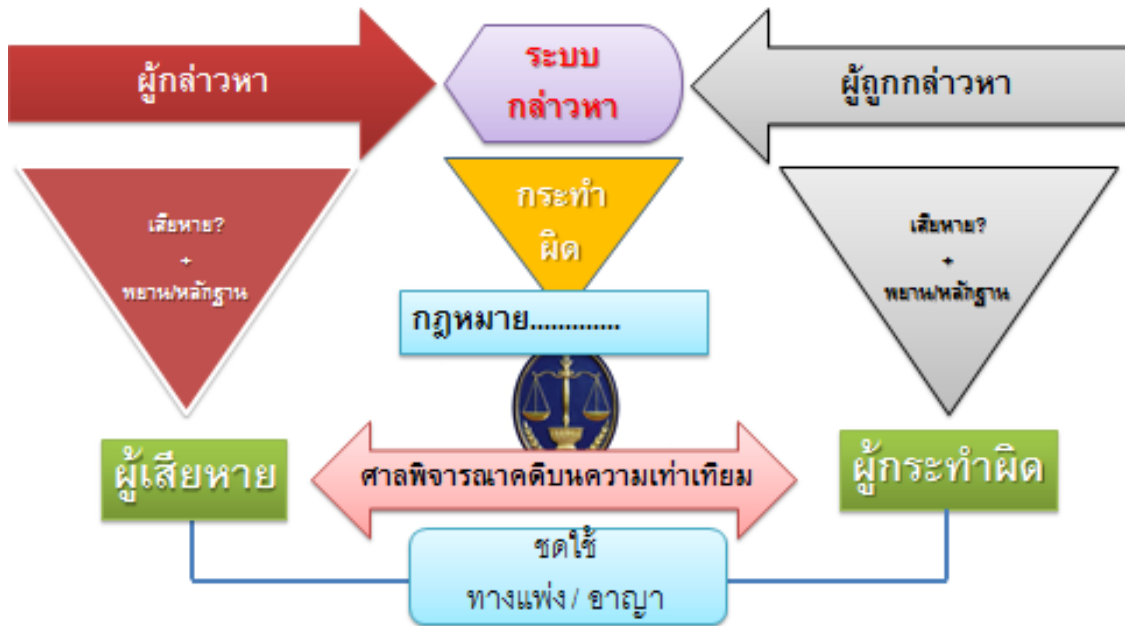 ผู้กล่าวหา
ระบบ
กล่าวหา
ผู้ถูกกล่าวหา
เสียหาย?
+
พยาน/หลักฐาน
กระทำ
ผิด
เสียหาย?
+
พยาน/หลักฐาน
กฎหมาย.............
ผู้เสียหาย
ศาลพิจารณาคดีบนความเท่าเทียม
ผู้กระทำผิด
ชดใช้
ทางแพ่ง / อาญา